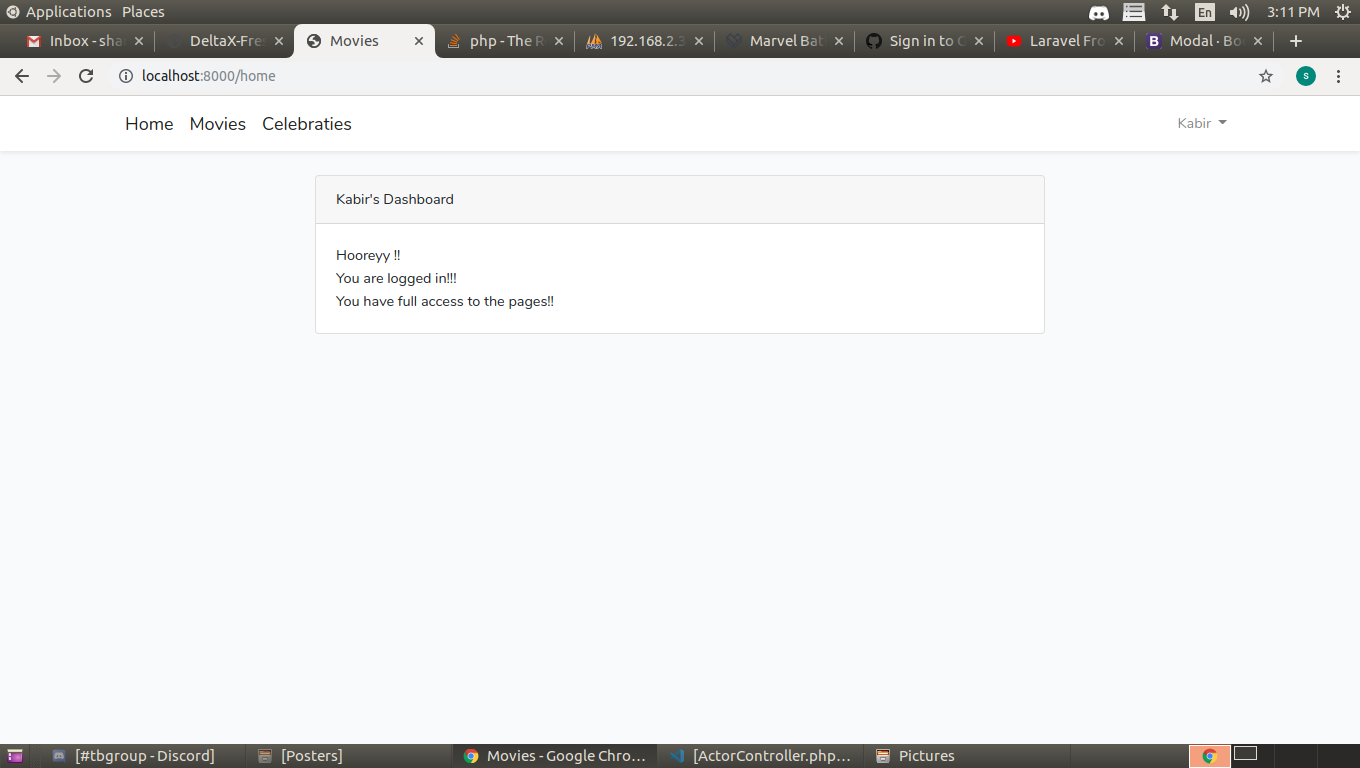 Applications Places
En 3:11 PM
Inbox - sha
DeltaX-Fres
Movies
php - The R
192.168.2.3
Marvel Bat
Sign in to G
Laravel Fro
Modal · Bo
localhost:8000/home
s
Home Movies Celebraties
Kabir
Kabir's Dashboard
Hooreyy !!
You are logged in!!!
You have full access to the pages!!
[#tbgroup - Discord]
[Posters]
Movies - Google Chro...
[ActorController.php...
Pictures